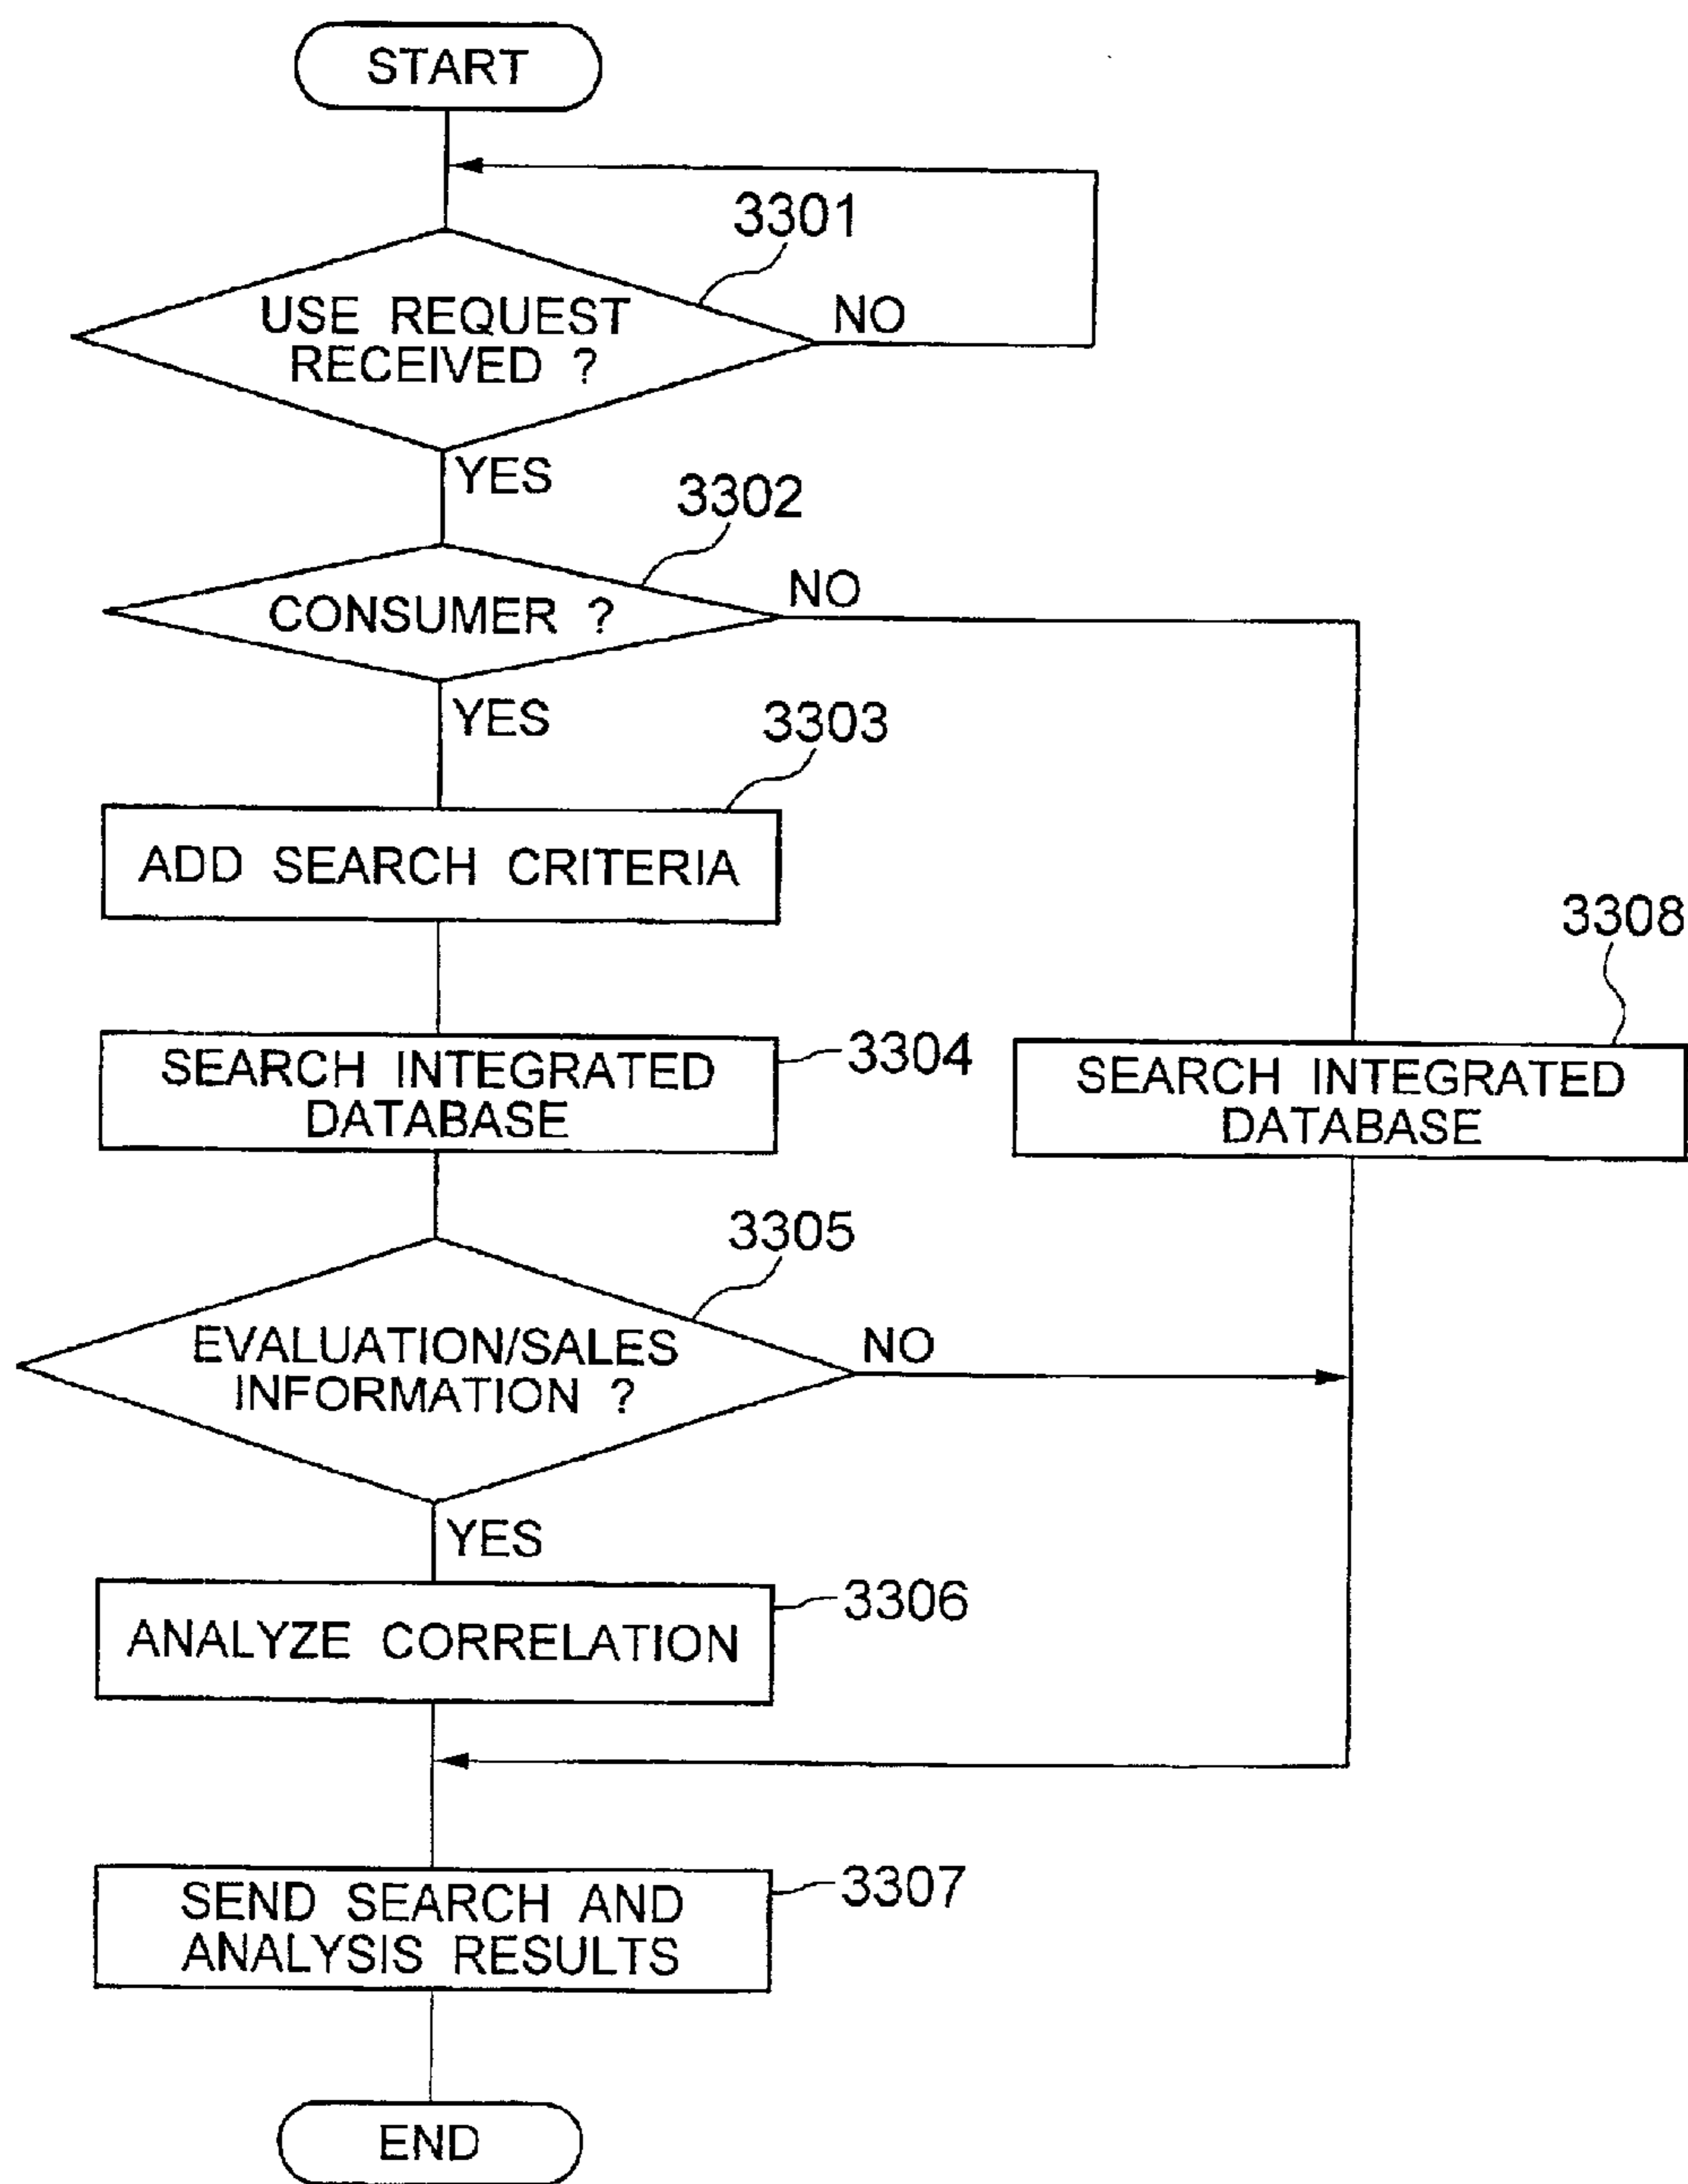 START
3301
USE REQUEST
RECEIVED ?
NO
YES
3302
CONSUMER ?
NO
YES
3303
ADD SEARCH CRITERIA
3308
SEARCH INTEGRATED
DATABASE
3304
SEARCH INTEGRATED
DATABASE
3305
EVALUATION/SALES
INFORMATION ?
NO
YES
3306
ANALYZE CORRELATION
3307
SEND SEARCH AND
ANALYSIS RESULTS
END